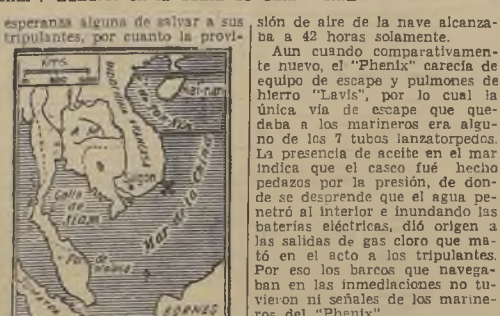 esperanza alguna de salvar a sus
tripulantes, por cuanto la provi-
Kms.
Hai-nan
Saigon
Golfo
de
Siam
Mar de la China
BORNEO
sión de aire de la nave alcanza-
ba a 42 horas solamente.
Aun cuando comparativamen-
te nuevo, el "Phenix" carecía de
equipo de escape y pulmones de
hierro "Lavis", por lo cual la
única vía de escape que que-
daba a los marineros era algu-
no de los 7 tubos lanzatorpedos.
La presencia de aceite en el mar
indica que el casco fué hecho
pedazos por la presión, de don-
de se desprende que el agua pe-
netró al interior e inundando las
baterías eléctricas, dió origen a
las salidas de gas cloro que ma-
tó en el acto a los tripulantes.
Por eso los barcos que navega-
ban en las inmediaciones no tu-
vieron ni señales de los marine-
ros del "Phenix"